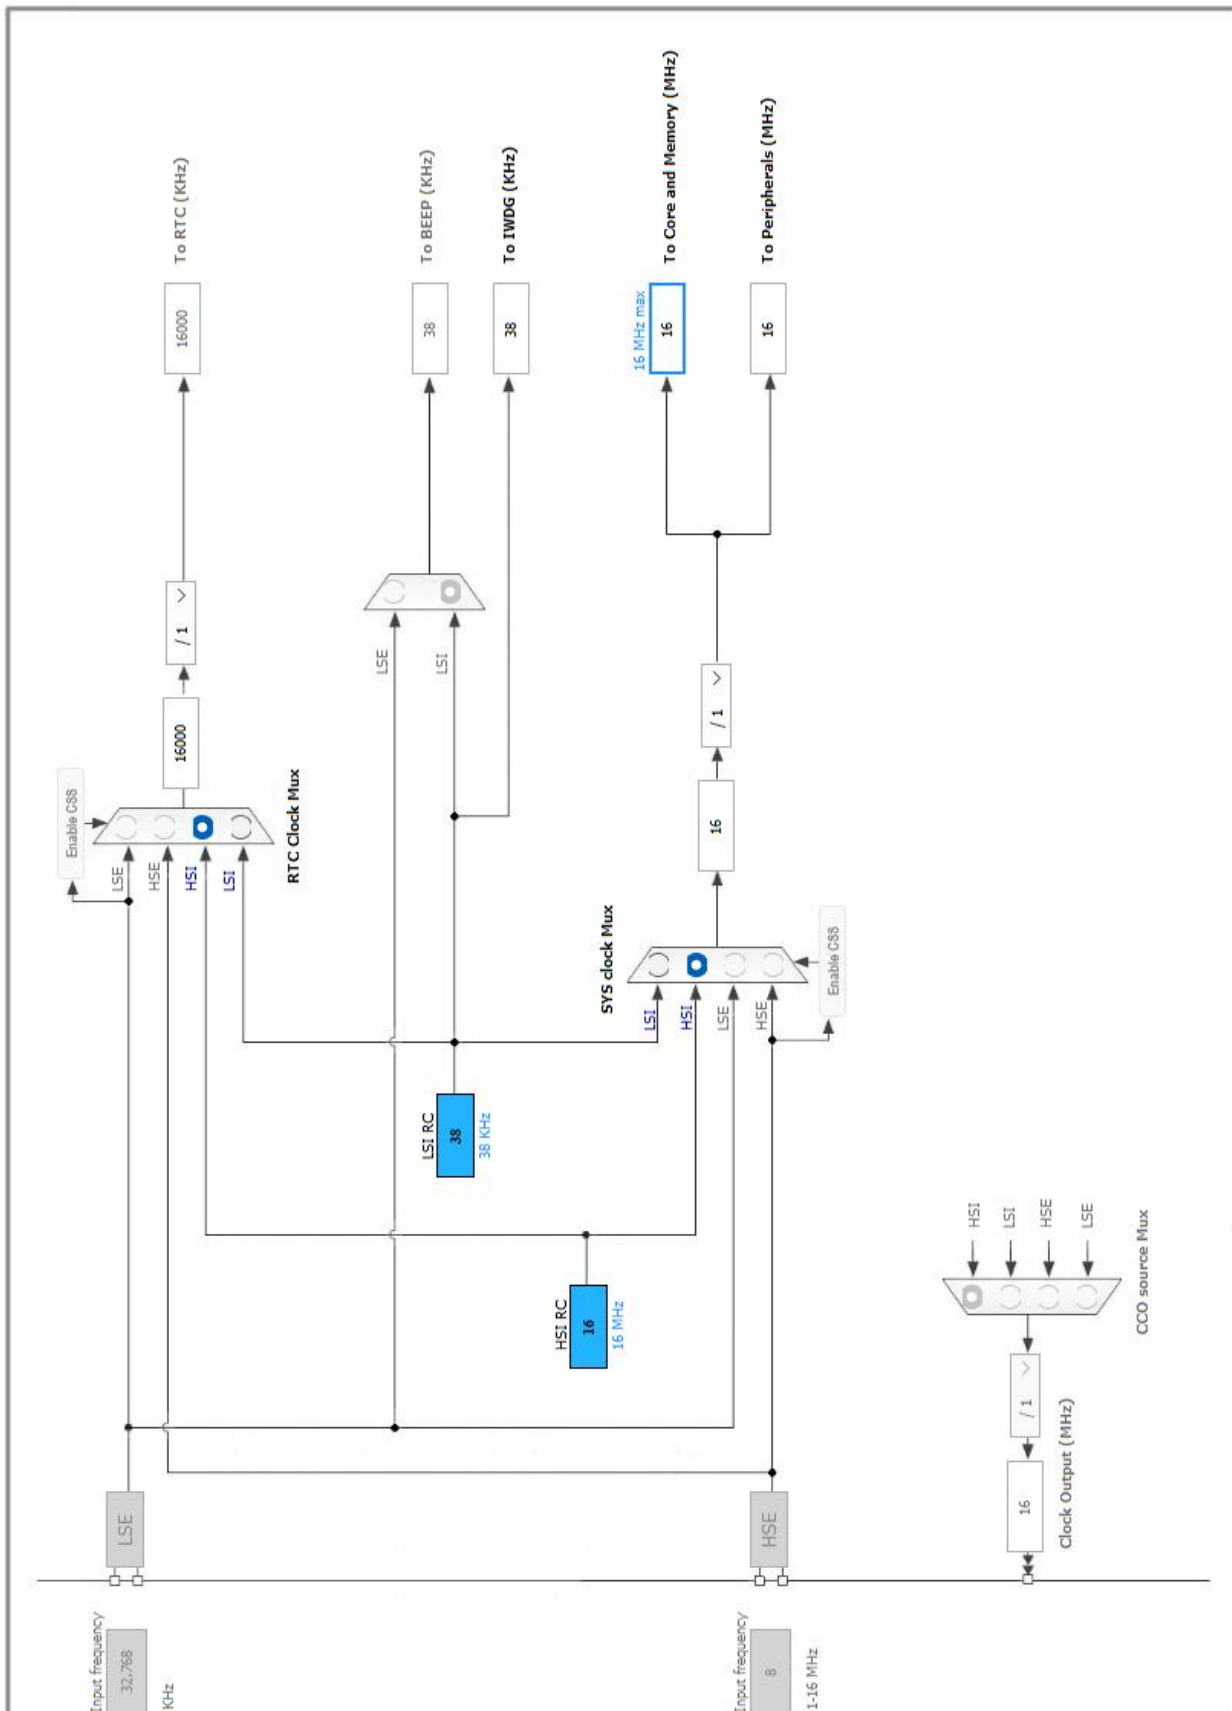 Input frequency
32.768
KHz
LSE
Enable CSS
LSE
HSE
HSI
LSI
RTC Clock Mux
16000
/ 1
16000
To RTC (KHz)
LSE
LSI
38
To BEEP (KHz)
38
To IWDG (KHz)
LSI RC
38
38 KHz
HSI RC
16
16 MHz
SYS clock Mux
LSI
HSI
LSE
HSE
Enable CSS
16
/ 1
16 MHz max
16
To Core and Memory (MHz)
16
To Peripherals (MHz)
Input frequency
8
1-16 MHz
HSE
16
Clock Output (MHz)
/ 1
HSI
LSI
HSE
LSE
CCO source Mux